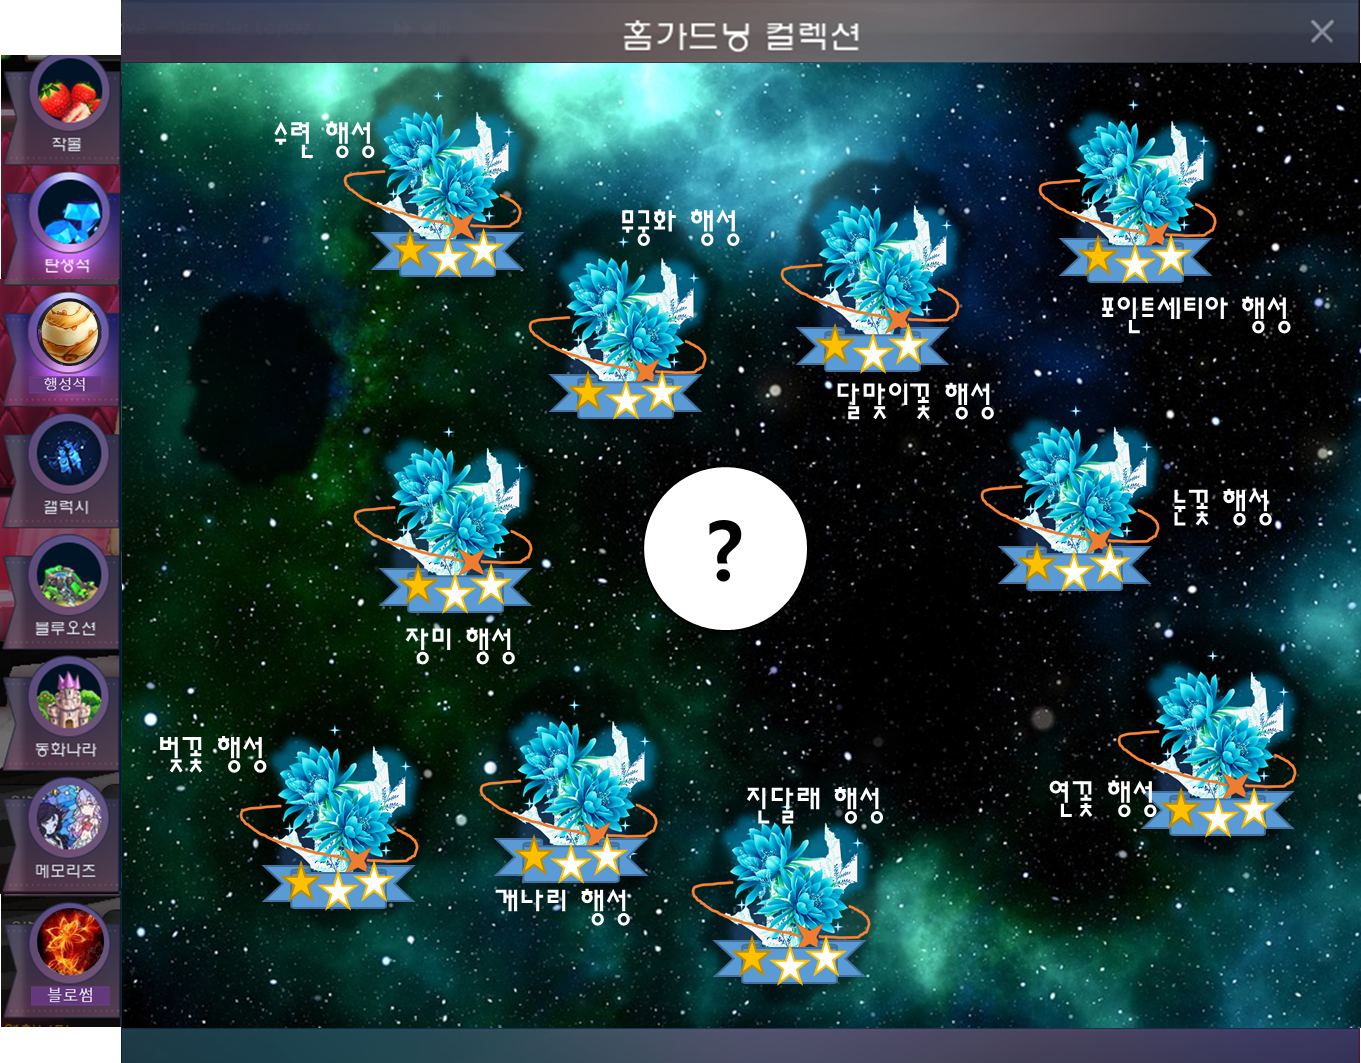 홈가드닝 컬렉션
작물
탄생석
행성석
갤럭시
블루오션
동화나라
메모리즈
블로썸
수련 행성
무궁화 행성
포인트세티아 행성
달맞이꽃 행성
눈꽃 행성
?
장미 행성
벚꽃 행성
진달래 행성
연꽃 행성
개나리 행성